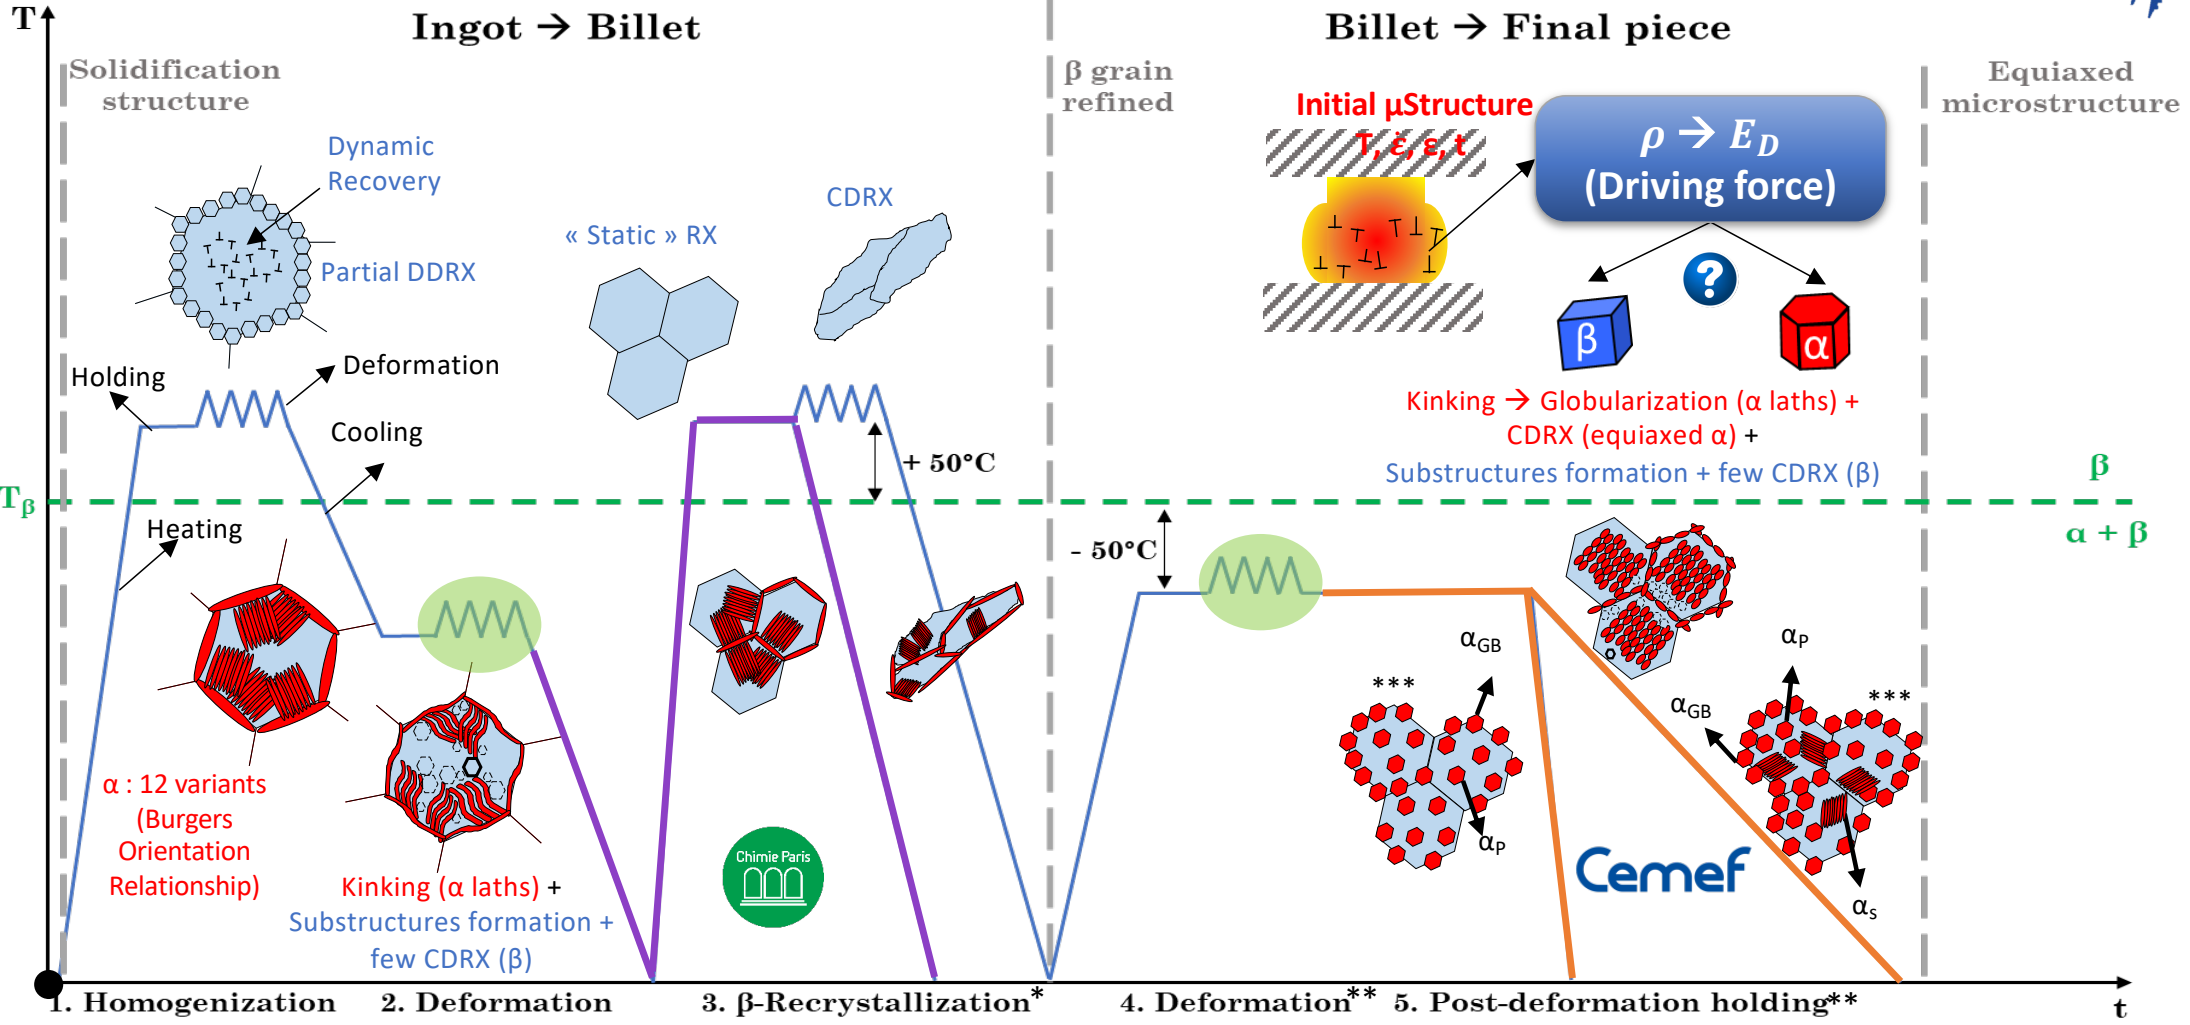 T
Ingot → Billet
Billet → Final piece
Solidification
structure
β grain
refined
Equiaxed
microstructure
Dynamic
Recovery
Partial DDRX
« Static » RX
CDRX
Initial µStructure
T, ε̇, ε, t
ρ → E_D
(Driving force)
?
β
α
Holding
Deformation
Cooling
Heating
+ 50°C
Kinking → Globularization (α laths) +
CDRX (equiaxed α) +
Substructures formation + few CDRX (β)
T_β
β
α + β
- 50°C
α : 12 variants
(Burgers
Orientation
Relationship)
Kinking (α laths) +
Substructures formation +
few CDRX (β)
Chimie Paris
α_GB
***
α_P
α_P
α_GB
***
α_S
Cemef
1. Homogenization
2. Deformation
3. β-Recrystallization*
4. Deformation**
5. Post-deformation holding**
t